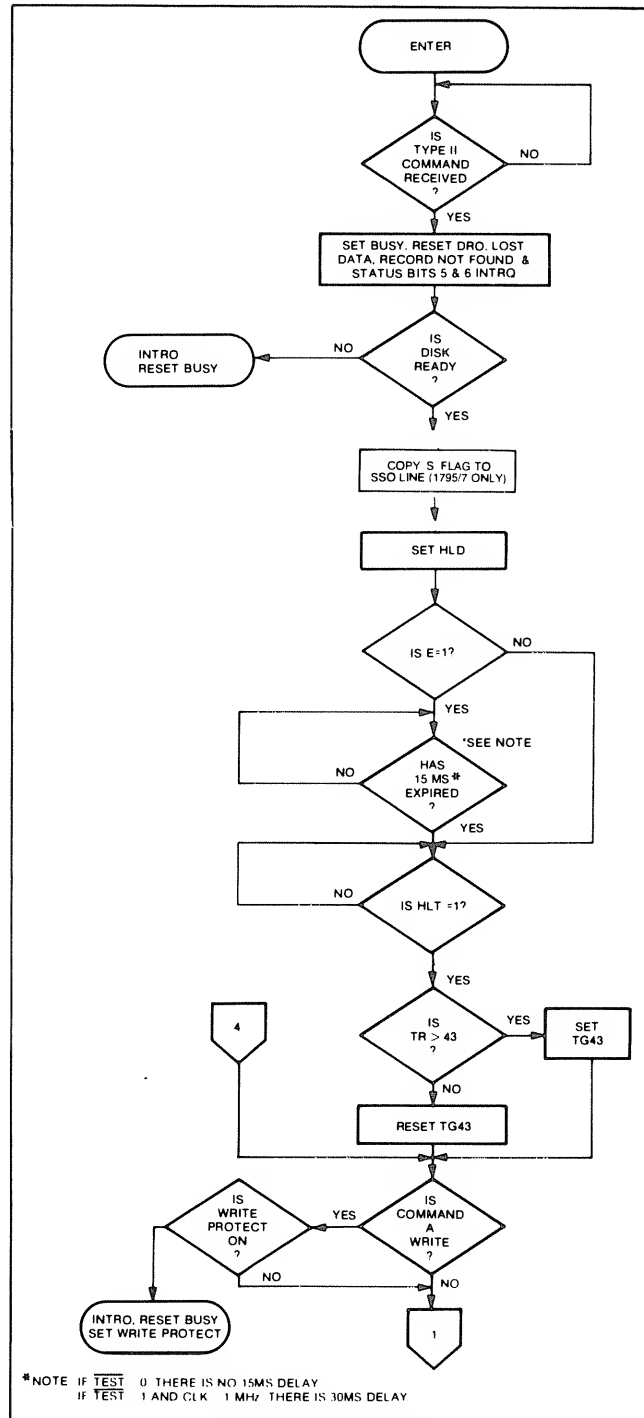 ENTER
IS
TYPE II
COMMAND
RECEIVED
?
NO
YES
SET BUSY, RESET DRO, LOST
DATA, RECORD NOT FOUND &
STATUS BITS 5 & 6 INTRQ
IS
DISK
READY
?
NO
INTRO
RESET BUSY
YES
COPY S FLAG TO
SSO LINE (1795/7 ONLY)
SET HLD
IS E=1?
NO
YES
*SEE NOTE
HAS
15 MS*
EXPIRED
?
NO
YES
IS HLT =1?
NO
YES
IS
TR > 43
?
YES
SET
TG43
4
NO
RESET TG43
IS
COMMAND
A
WRITE
?
YES
IS
WRITE
PROTECT
ON
?
NO
NO
INTRO, RESET BUSY
SET WRITE PROTECT
1
*NOTE IF TEST 0 THERE IS NO 15MS DELAY
IF TEST 1 AND CLK 1 MHz THERE IS 30MS DELAY